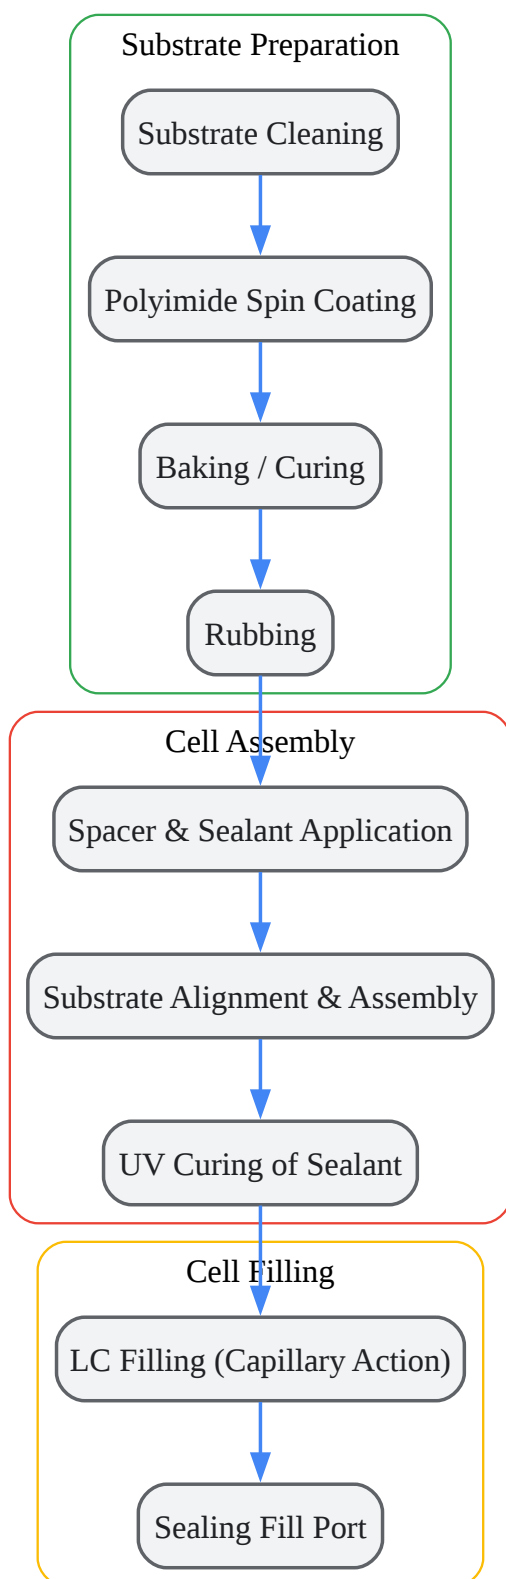 Substrate Preparation
Substrate Cleaning
Polyimide Spin Coating
Baking / Curing
Rubbing
Cell Assembly
Spacer & Sealant Application
Substrate Alignment & Assembly
UV Curing of Sealant
Cell Filling
LC Filling (Capillary Action)
Sealing Fill Port